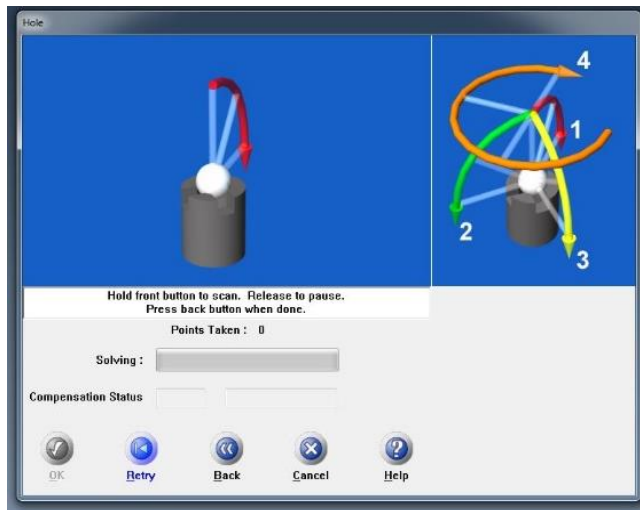 Hole
4
1
2
3
Hold front button to scan. Release to pause.
Press back button when done.
Points Taken : 0
Solving :
Compensation Status
OK Retry Back Cancel Help